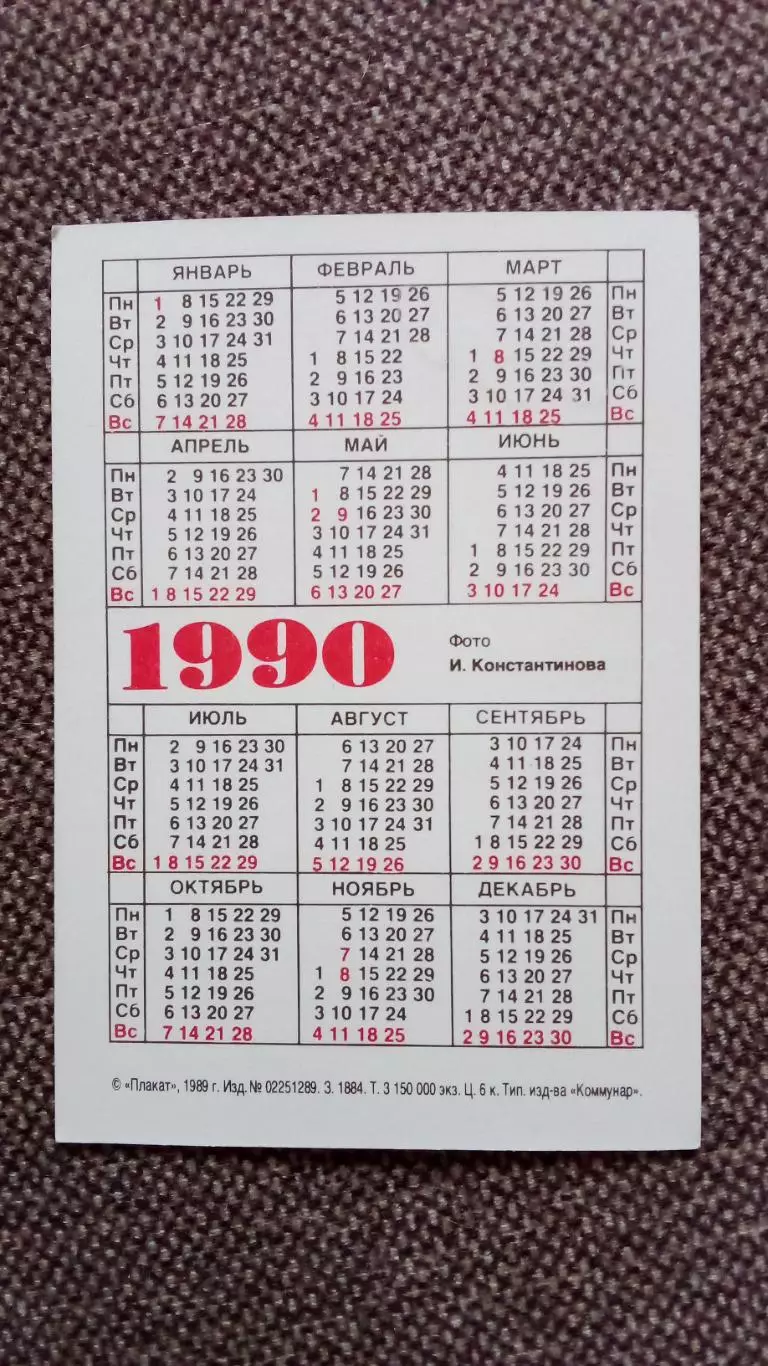 ЯНВАРЬ ФЕВРАЛЬ МАРТ
Пн 1 8 15 22 29 5 12 19 26 5 12 19 26 Пн
Вт 2 9 16 23 30 6 13 20 27 6 13 20 27 Вт
Ср 3 10 17 24 31 7 14 21 28 7 14 21 28 Ср
Чт 4 11 18 25 1 8 15 22 1 8 15 22 29 Чт
Пт 5 12 19 26 2 9 16 23 2 9 16 23 30 Пт
Сб 6 13 20 27 3 10 17 24 3 10 17 24 31 Сб
Вс 7 14 21 28 4 11 18 25 4 11 18 25 Вс
АПРЕЛЬ МАЙ ИЮНЬ
Пн 2 9 16 23 30 7 14 21 28 4 11 18 25 Пн
Вт 3 10 17 24 1 8 15 22 29 5 12 19 26 Вт
Ср 4 11 18 25 2 9 16 23 30 6 13 20 27 Ср
Чт 5 12 19 26 3 10 17 24 31 7 14 21 28 Чт
Пт 6 13 20 27 4 11 18 25 1 8 15 22 29 Пт
Сб 7 14 21 28 5 12 19 26 2 9 16 23 30 Сб
Вс 1 8 15 22 29 6 13 20 27 3 10 17 24 Вс
1990
Фото
И. Константинова
ИЮЛЬ АВГУСТ СЕНТЯБРЬ
Пн 2 9 16 23 30 6 13 20 27 3 10 17 24 Пн
Вт 3 10 17 24 31 7 14 21 28 4 11 18 25 Вт
Ср 4 11 18 25 1 8 15 22 29 5 12 19 26 Ср
Чт 5 12 19 26 2 9 16 23 30 6 13 20 27 Чт
Пт 6 13 20 27 3 10 17 24 31 7 14 21 28 Пт
Сб 7 14 21 28 4 11 18 25 1 8 15 22 29 Сб
Вс 1 8 15 22 29 5 12 19 26 2 9 16 23 30 Вс
ОКТЯБРЬ НОЯБРЬ ДЕКАБРЬ
Пн 1 8 15 22 29 5 12 19 26 3 10 17 24 31 Пн
Вт 2 9 16 23 30 6 13 20 27 4 11 18 25 Вт
Ср 3 10 17 24 31 7 14 21 28 5 12 19 26 Ср
Чт 4 11 18 25 1 8 15 22 29 6 13 20 27 Чт
Пт 5 12 19 26 2 9 16 23 30 7 14 21 28 Пт
Сб 6 13 20 27 3 10 17 24 1 8 15 22 29 Сб
Вс 7 14 21 28 4 11 18 25 2 9 16 23 30 Вс
© «Плакат», 1989 г. Изд. № 02251289. З. 1884. Т. 3 150 000 экз. Ц. 6 к. Тип. изд-ва «Коммунар».